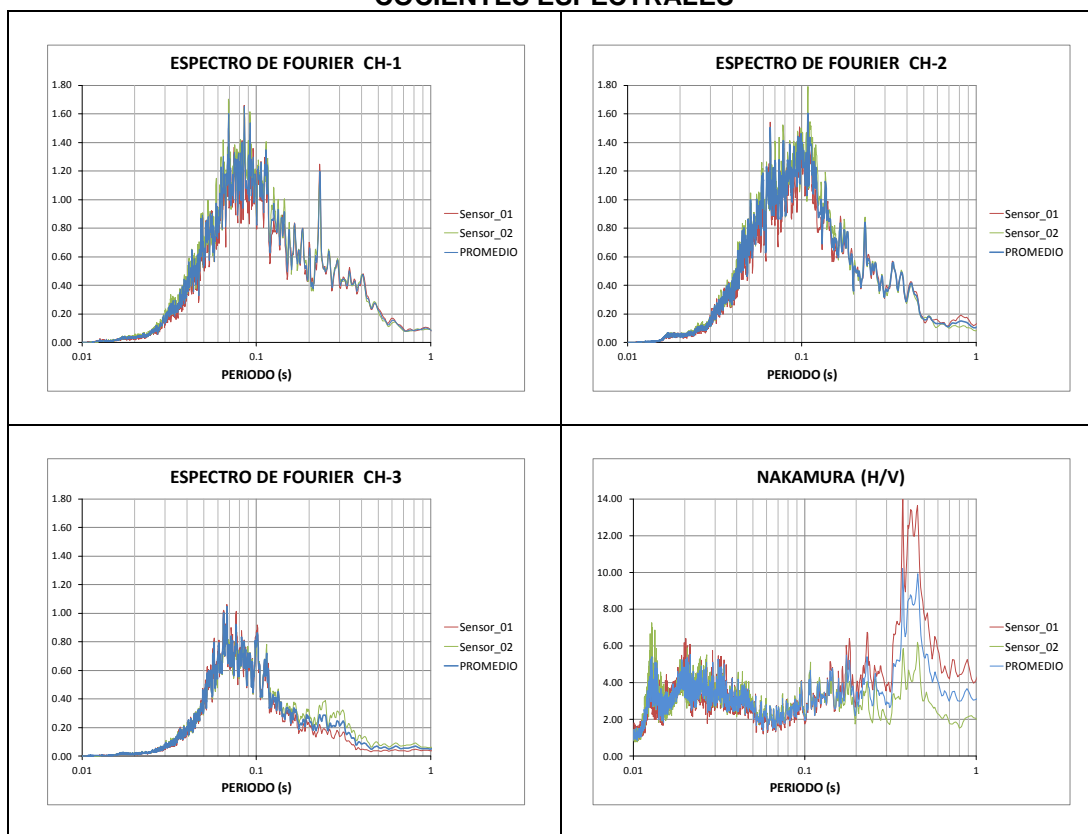 COCIENTES ESPECTRALES
ESPECTRO DE FOURIER CH-1
1.80
1.60
1.40
1.20
1.00
0.80
0.60
0.40
0.20
0.00
0.01
0.1
1
PERIODO (s)
Sensor_01
Sensor_02
PROMEDIO
ESPECTRO DE FOURIER CH-2
1.80
1.60
1.40
1.20
1.00
0.80
0.60
0.40
0.20
0.00
0.01
0.1
1
PERIODO (s)
Sensor_01
Sensor_02
PROMEDIO
ESPECTRO DE FOURIER CH-3
1.80
1.60
1.40
1.20
1.00
0.80
0.60
0.40
0.20
0.00
0.01
0.1
1
PERIODO (s)
Sensor_01
Sensor_02
PROMEDIO
NAKAMURA (H/V)
14.00
12.00
10.00
8.00
6.00
4.00
2.00
0.00
0.01
0.1
1
PERIODO (s)
Sensor_01
Sensor_02
PROMEDIO